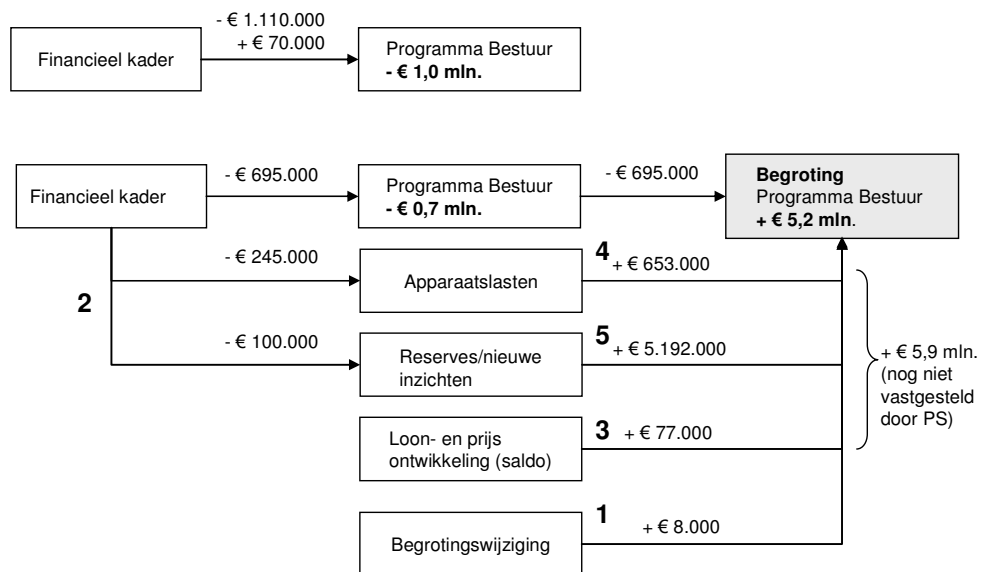 - € 1.110.000
+ € 70.000
Financieel kader
Programma Bestuur
- € 1,0 mln.
Financieel kader
- € 695.000
Programma Bestuur
- € 0,7 mln.
- € 695.000
Begroting
Programma Bestuur
+ € 5,2 mln.
2
- € 245.000
Apparaatslasten
4
+ € 653.000
- € 100.000
Reserves/nieuwe
inzichten
5
+ € 5.192.000
+ € 5,9 mln.
(nog niet
vastgesteld
door PS)
Loon- en prijs
ontwikkeling (saldo)
3
+ € 77.000
Begrotingswijziging
1
+ € 8.000